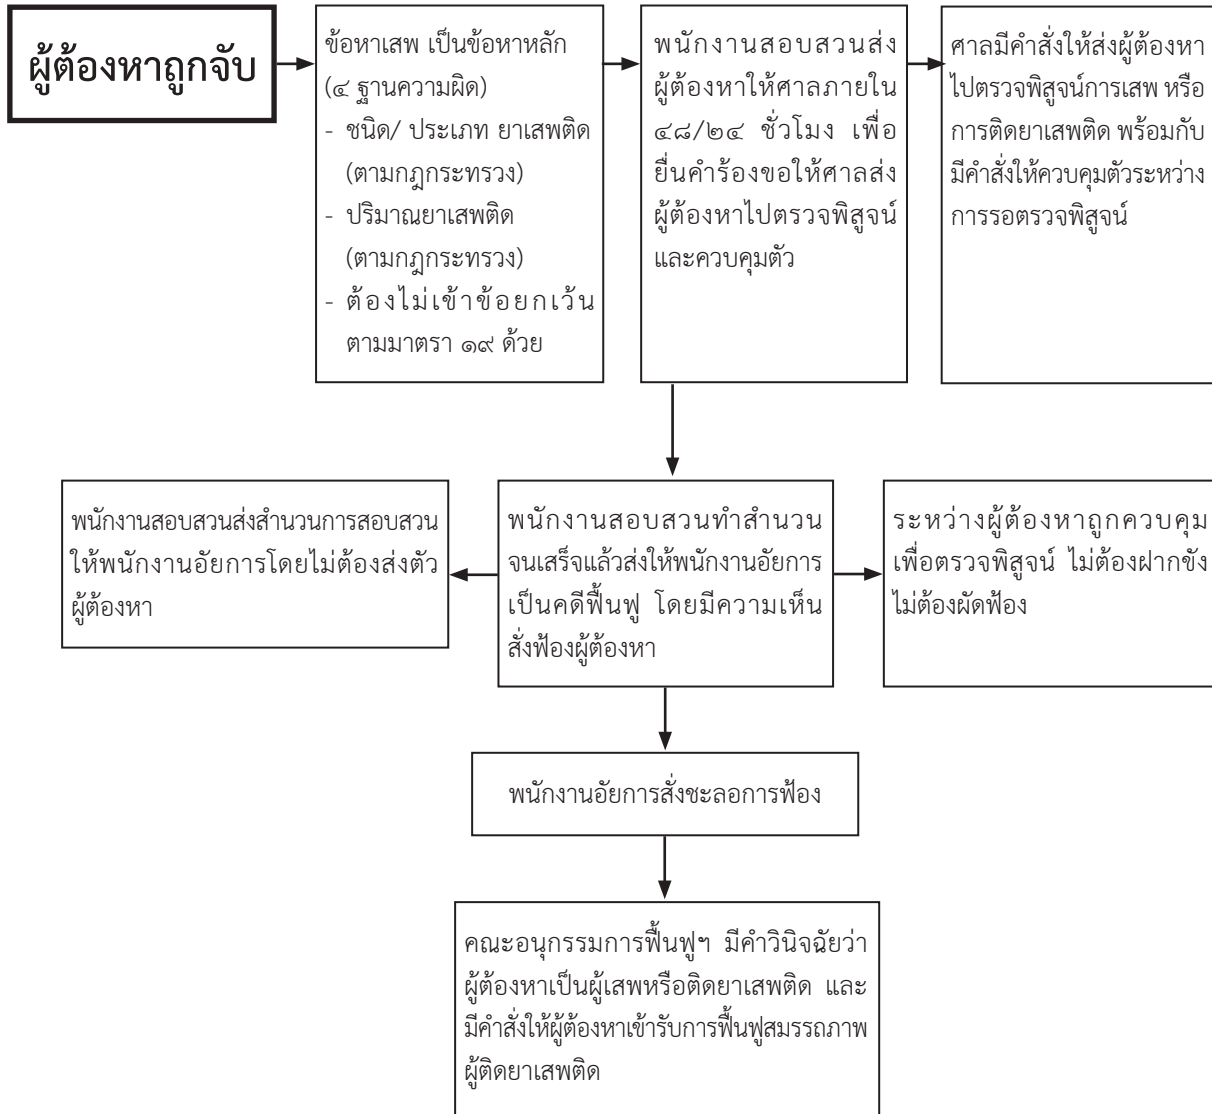 ผู้ต้องหาถูกจับ
ข้อหาเสพ เป็นข้อหาหลัก
(๔ ฐานความผิด)
- ชนิด/ ประเภท ยาเสพติด
(ตามกฎกระทรวง)
- ปริมาณยาเสพติด
(ตามกฎกระทรวง)
- ต้องไม่เข้าข้อยกเว้น
ตามมาตรา ๑๙ ด้วย
พนักงานสอบสวนส่ง
ผู้ต้องหาให้ศาลภายใน
๔๘/๒๔ ชั่วโมง เพื่อ
ยื่นคำร้องขอให้ศาลส่ง
ผู้ต้องหาไปตรวจพิสูจน์
และควบคุมตัว
ศาลมีคำสั่งให้ส่งผู้ต้องหา
ไปตรวจพิสูจน์การเสพ หรือ
การติดยาเสพติด พร้อมกับ
มีคำสั่งให้ควบคุมตัวระหว่าง
การรอตรวจพิสูจน์
พนักงานสอบสวนส่งสำนวนการสอบสวน
ให้พนักงานอัยการโดยไม่ต้องส่งตัว
ผู้ต้องหา
พนักงานสอบสวนทำสำนวน
จนเสร็จแล้วส่งให้พนักงานอัยการ
เป็นคดีฟื้นฟู โดยมีความเห็น
สั่งฟ้องผู้ต้องหา
ระหว่างผู้ต้องหาถูกควบคุม
เพื่อตรวจพิสูจน์ ไม่ต้องฝากขัง
ไม่ต้องผัดฟ้อง
พนักงานอัยการสั่งชะลอการฟ้อง
คณะอนุกรรมการฟื้นฟูฯ มีคำวินิจฉัยว่า
ผู้ต้องหาเป็นผู้เสพหรือติดยาเสพติด และ
มีคำสั่งให้ผู้ต้องหาเข้ารับการฟื้นฟูสมรรถภาพ
ผู้ติดยาเสพติด